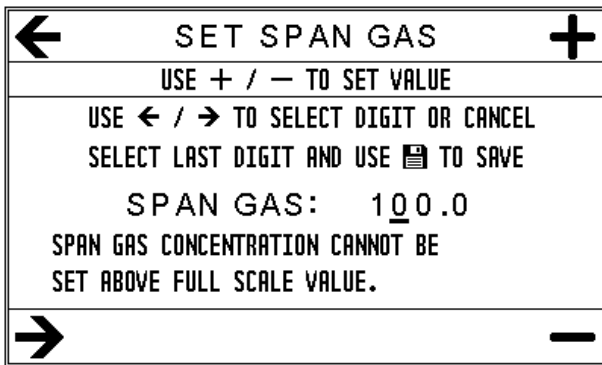 ← SET SPAN GAS +
USE + / − TO SET VALUE
USE ← / → TO SELECT DIGIT OR CANCEL
SELECT LAST DIGIT AND USE 💾 TO SAVE
SPAN GAS: 100.0
SPAN GAS CONCENTRATION CANNOT BE
SET ABOVE FULL SCALE VALUE.
→ −